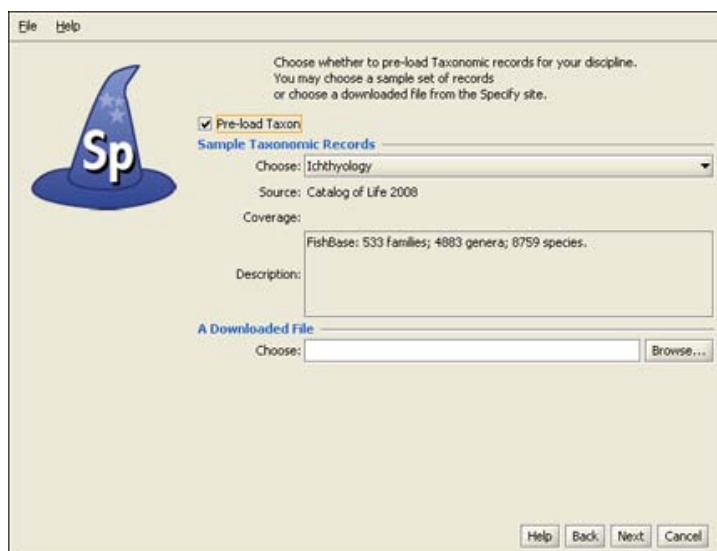 File Help
Choose whether to pre-load Taxonomic records for your discipline.
You may choose a sample set of records
or choose a downloaded file from the Specify site.
Sp
Pre-load Taxon
Sample Taxonomic Records
Choose: Ichthyology
Source: Catalog of Life 2008
Coverage:
FishBase: 533 families; 4883 genera; 8759 species.
Description:
A Downloaded File
Choose: Browse...
Help Back Next Cancel